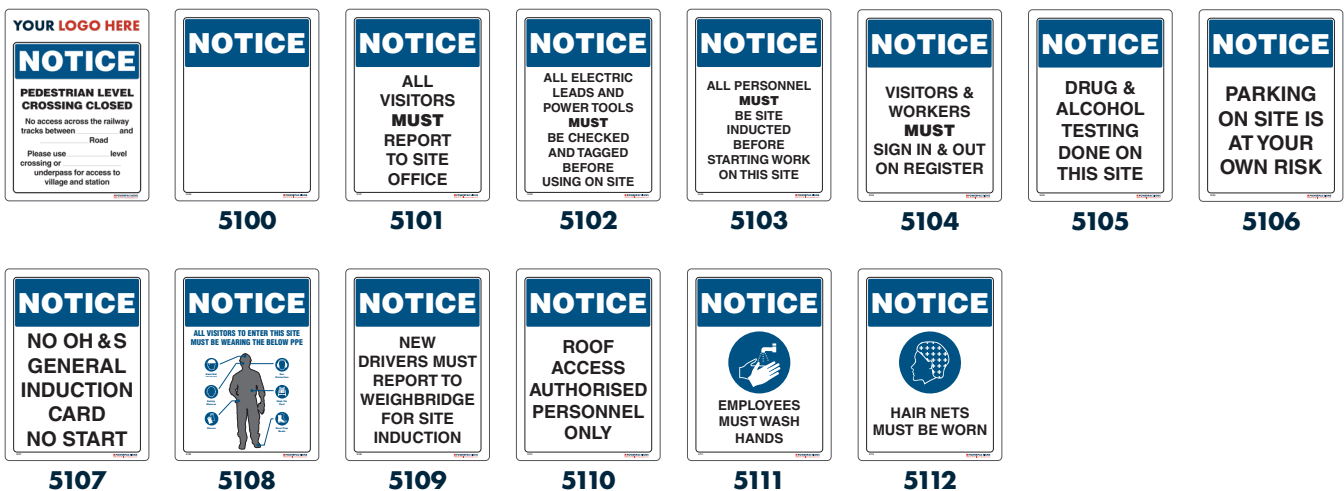 YOUR LOGO HERE
NOTICE
PEDESTRIAN LEVEL
CROSSING CLOSED
No access across the railway
tracks between and
Road
Please use level
crossing or
underpass for access to
village and station
NOTICE
5100
NOTICE
ALL
VISITORS
MUST
REPORT
TO SITE
OFFICE
5101
NOTICE
ALL ELECTRIC
LEADS AND
POWER TOOLS
MUST
BE CHECKED
AND TAGGED
BEFORE
USING ON SITE
5102
NOTICE
ALL PERSONNEL
MUST
BE SITE
INDUCTED
BEFORE
STARTING WORK
ON THIS SITE
5103
NOTICE
VISITORS &
WORKERS
MUST
SIGN IN & OUT
ON REGISTER
5104
NOTICE
DRUG &
ALCOHOL
TESTING
DONE ON
THIS SITE
5105
NOTICE
PARKING
ON SITE IS
AT YOUR
OWN RISK
5106
NOTICE
NO OH & S
GENERAL
INDUCTION
CARD
NO START
5107
NOTICE
ALL VISITORS TO ENTER THIS SITE
MUST BE WEARING THE BELOW PPE
5108
NOTICE
NEW
DRIVERS MUST
REPORT TO
WEIGHBRIDGE
FOR SITE
INDUCTION
5109
NOTICE
ROOF
ACCESS
AUTHORISED
PERSONNEL
ONLY
5110
NOTICE
EMPLOYEES
MUST WASH
HANDS
5111
NOTICE
HAIR NETS
MUST BE WORN
5112